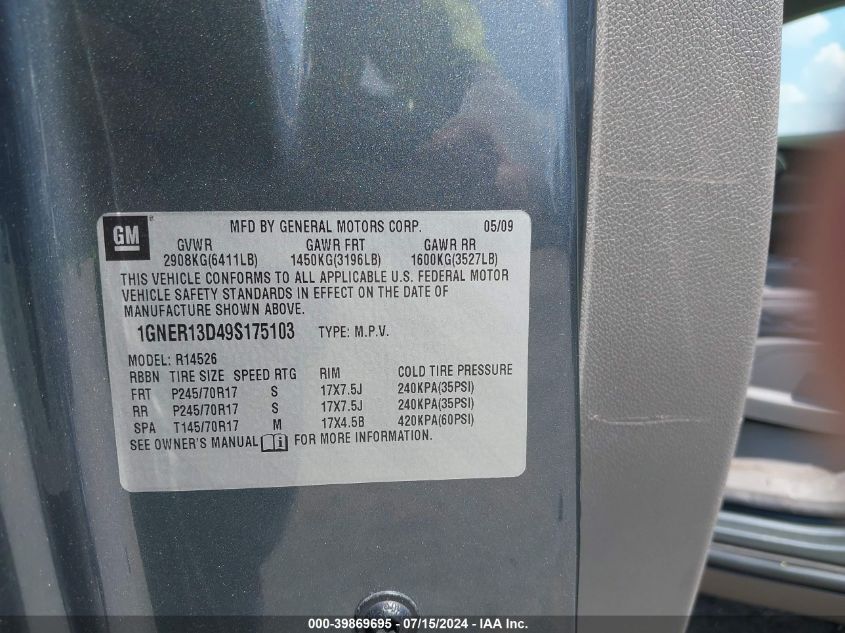 GM MFD BY GENERAL MOTORS CORP. 05/09
GVWR GAWR FRT GAWR RR
2908KG(6411LB) 1450KG(3196LB) 1600KG(3527LB)
THIS VEHICLE CONFORMS TO ALL APPLICABLE U.S. FEDERAL MOTOR
VEHICLE SAFETY STANDARDS IN EFFECT ON THE DATE OF
MANUFACTURE SHOWN ABOVE.
1GNER13D49S175103 TYPE: M.P.V.
MODEL: R14526
RBBN TIRE SIZE SPEED RTG RIM COLD TIRE PRESSURE
FRT P245/70R17 S 17X7.5J 240KPA(35PSI)
RR P245/70R17 S 17X7.5J 240KPA(35PSI)
SPA T145/70R17 M 17X4.5B 420KPA(60PSI)
SEE OWNER'S MANUAL FOR MORE INFORMATION.
000-39869695 - 07/15/2024 - IAA Inc.